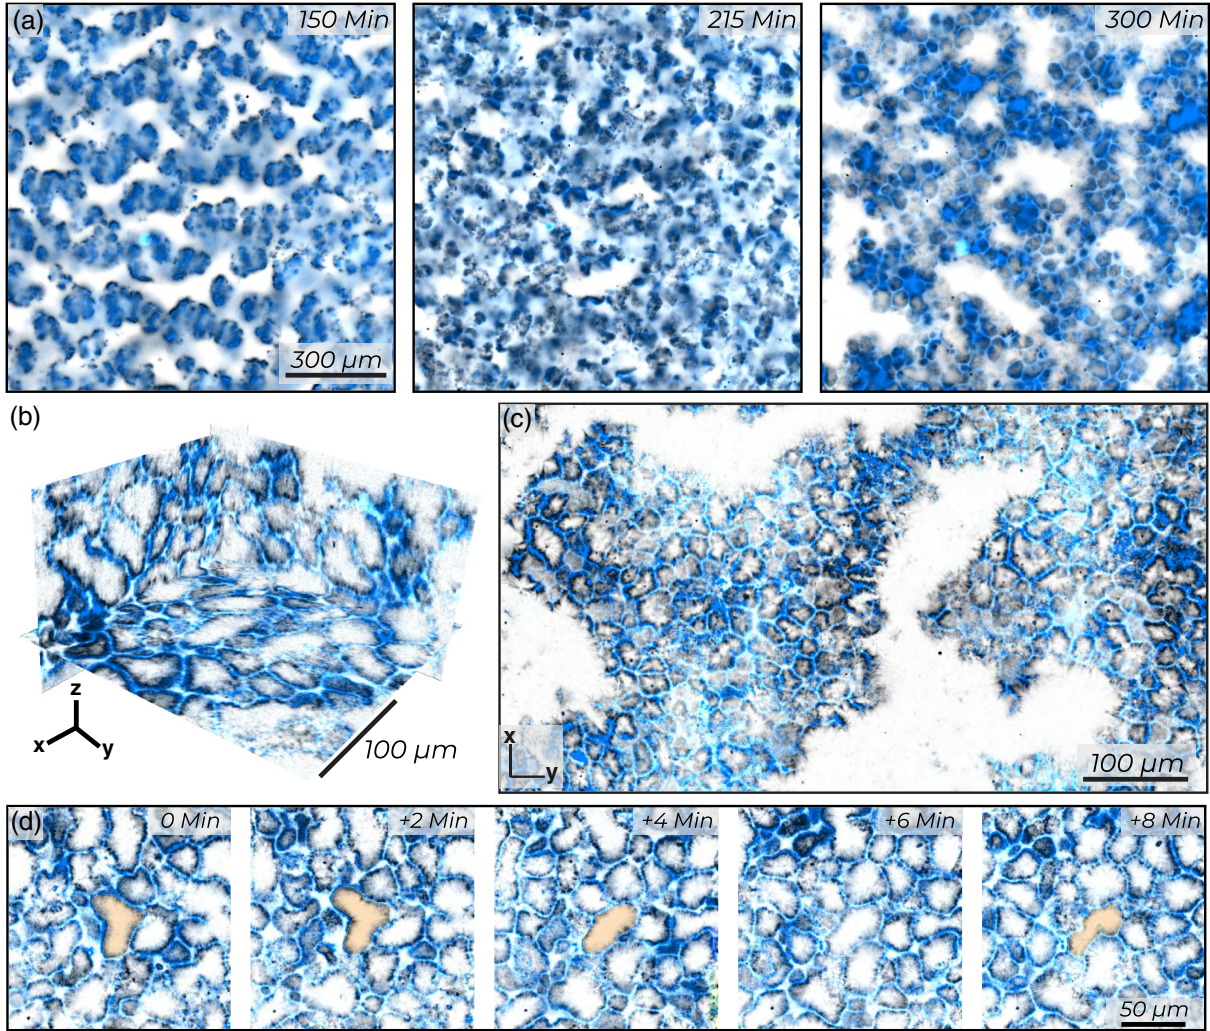 (a) 150 Min 215 Min 300 Min
300 μm
(b) (c)
z
x y
100 μm
x
y
100 μm
(d) 0 Min +2 Min +4 Min +6 Min +8 Min
50 μm